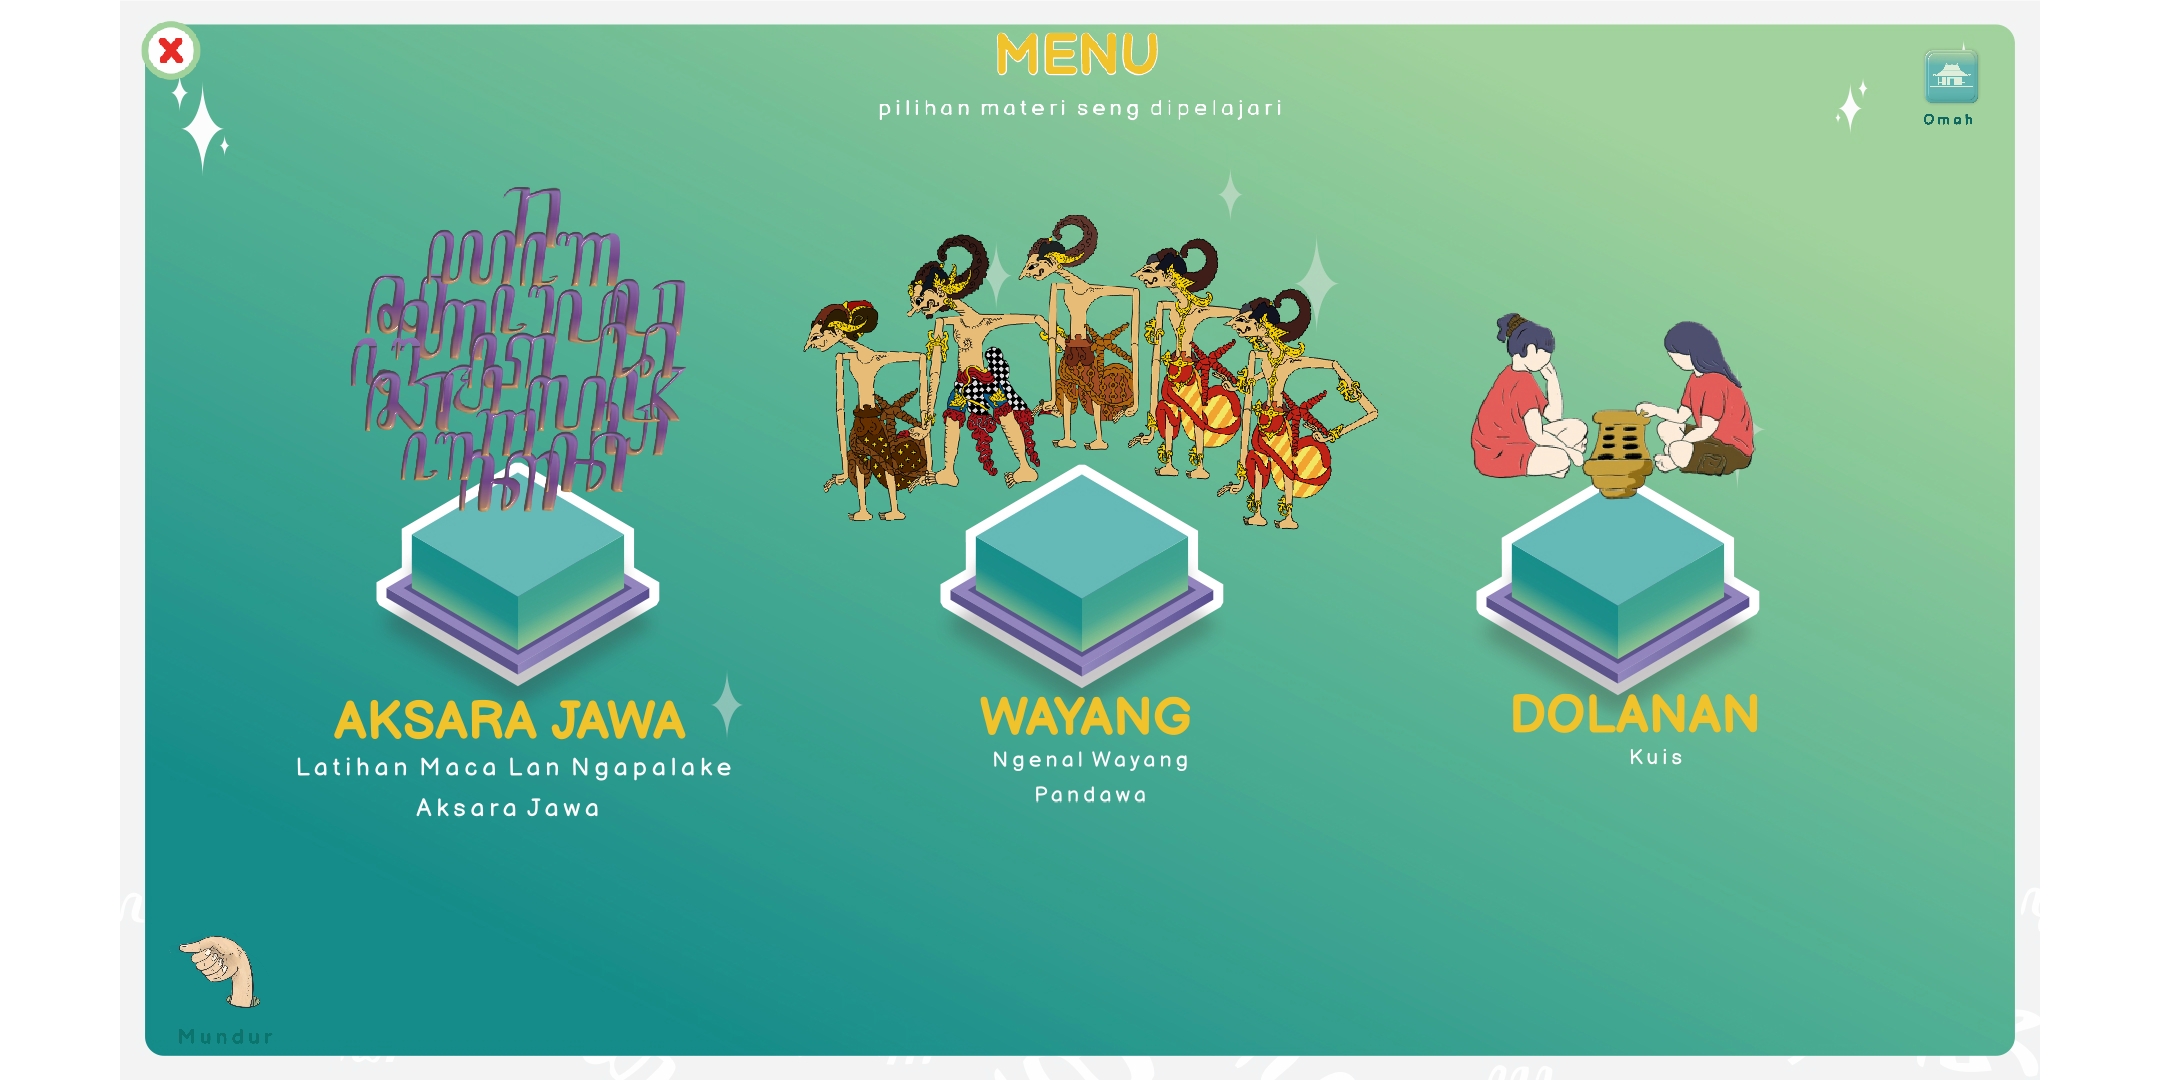 MENU
pilihan materi seng dipelajari
Omah
AKSARA JAWA
Latihan Maca Lan Ngapalake
Aksara Jawa
WAYANG
Ngenal Wayang
Pandawa
DOLANAN
Kuis
Mundur